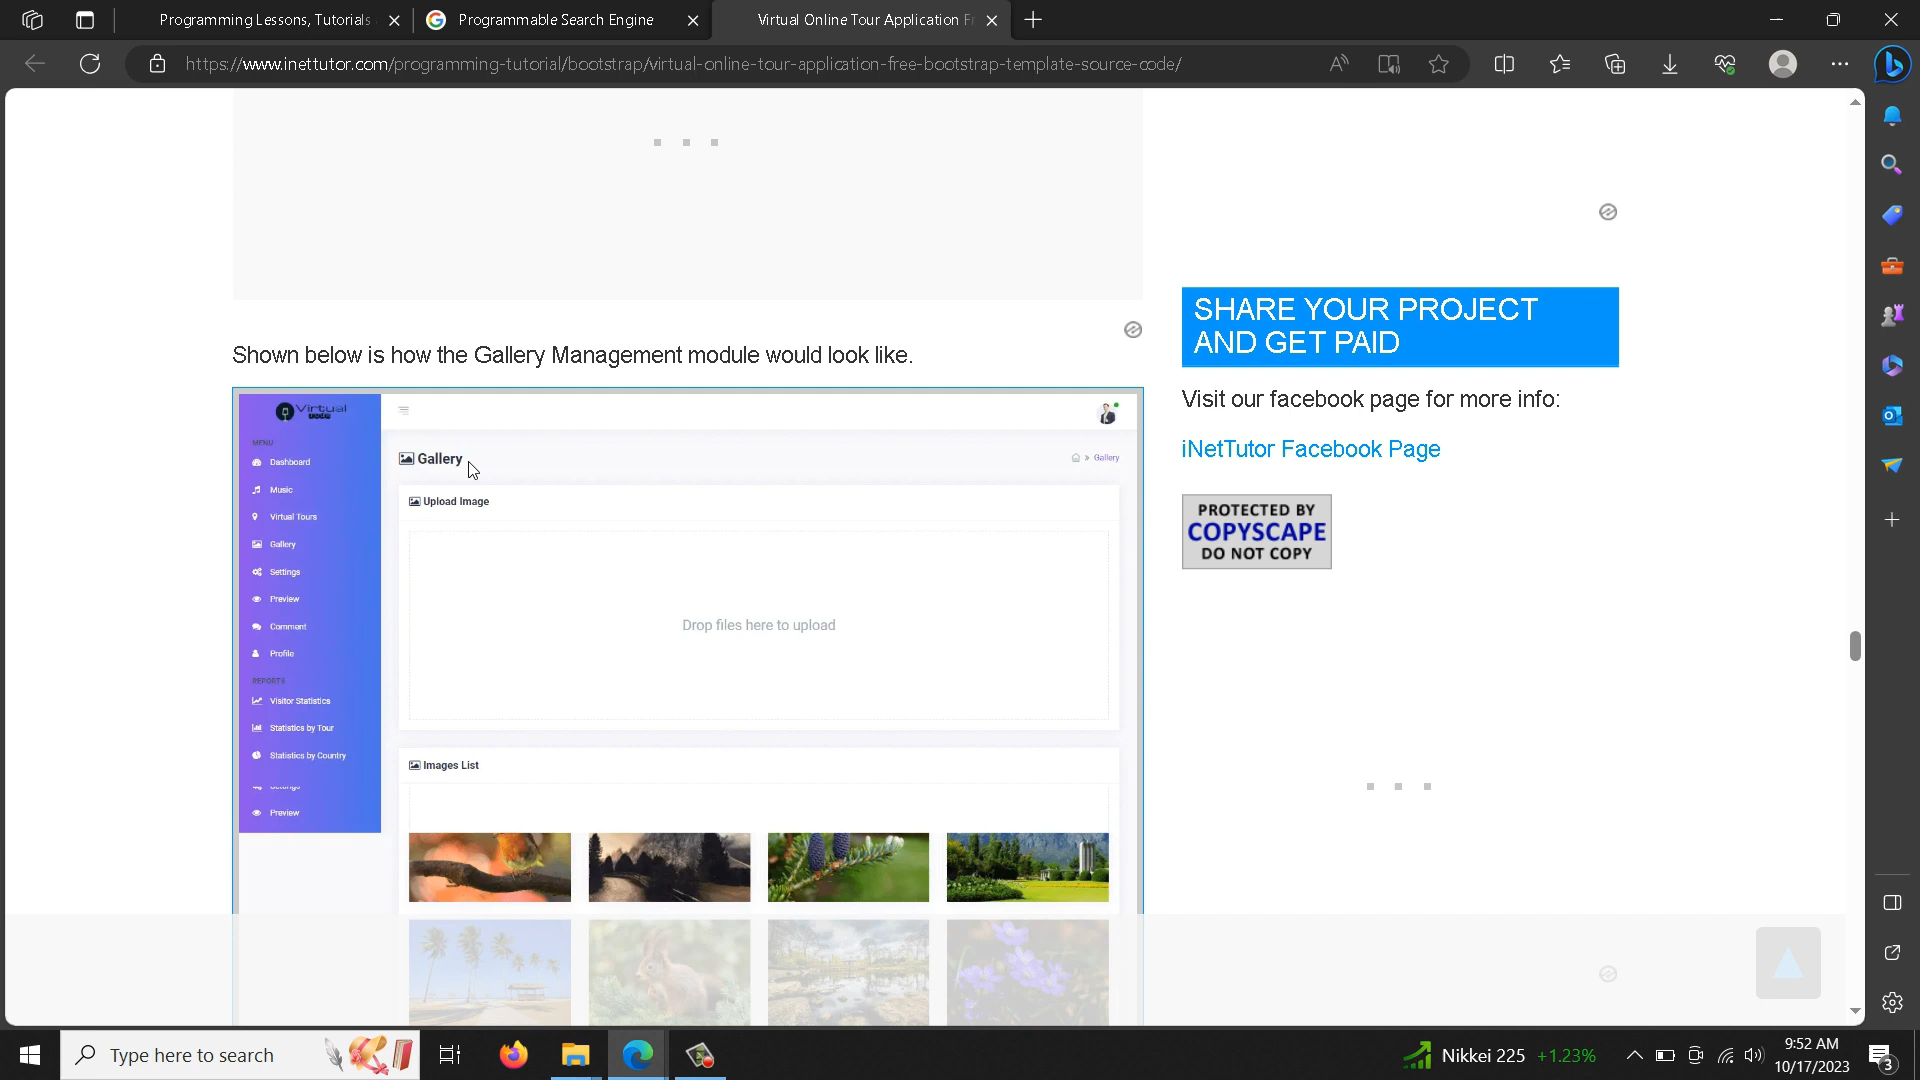 Programming Lessons, Tutorials
Programmable Search Engine
Virtual Online Tour Application Fr
https://www.inettutor.com/programming-tutorial/bootstrap/virtual-online-tour-application-free-bootstrap-template-source-code/
Shown below is how the Gallery Management module would look like.
Virtual
MENU
Dashboard
Music
Virtual Tours
Gallery
Settings
Preview
Comment
Profile
REPORTS
Visitor Statistics
Statistics by Tour
Statistics by Country
Settings
Preview
Gallery
> Gallery
Upload Image
Drop files here to upload
Images List
SHARE YOUR PROJECT
AND GET PAID
Visit our facebook page for more info:
iNetTutor Facebook Page
PROTECTED BY
COPYSCAPE
DO NOT COPY
Type here to search
Nikkei 225 +1.23%
9:52 AM
10/17/2023
3